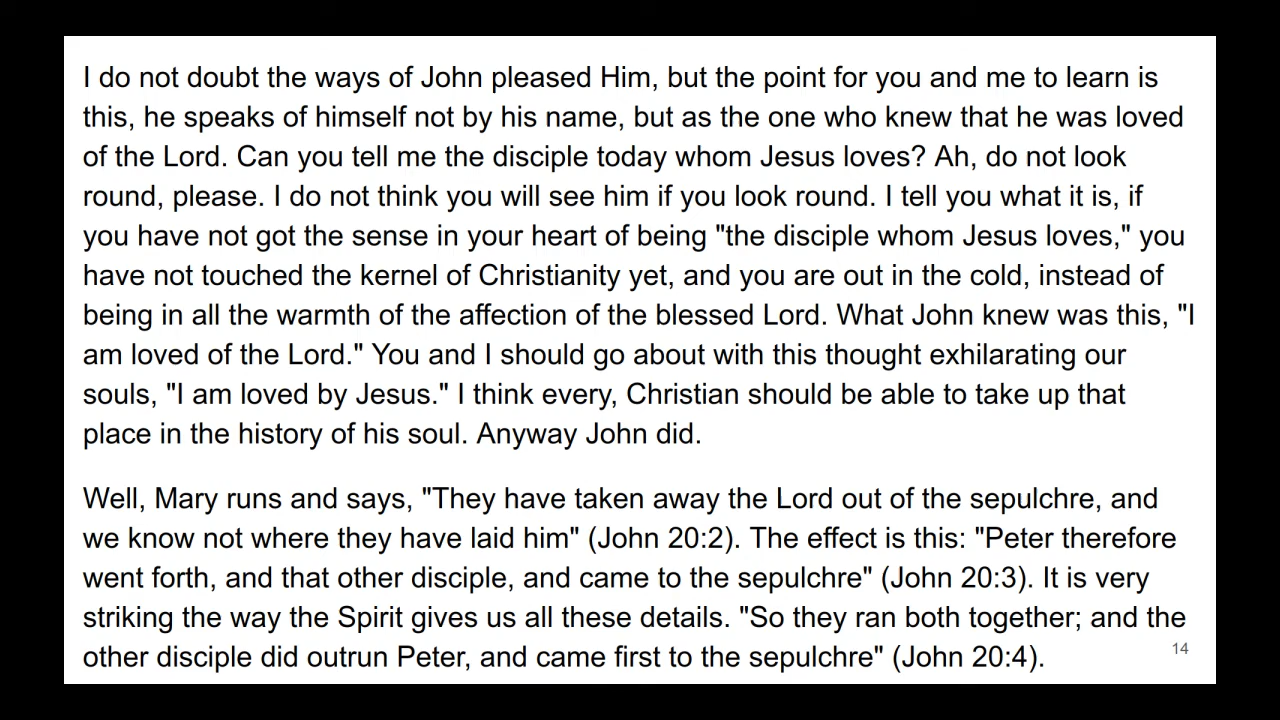 I do not doubt the ways of John pleased Him, but the point for you and me to learn is
this, he speaks of himself not by his name, but as the one who knew that he was loved
of the Lord. Can you tell me the disciple today whom Jesus loves? Ah, do not look
round, please. I do not think you will see him if you look round. I tell you what it is, if
you have not got the sense in your heart of being "the disciple whom Jesus loves," you
have not touched the kernel of Christianity yet, and you are out in the cold, instead of
being in all the warmth of the affection of the blessed Lord. What John knew was this, "I
am loved of the Lord." You and I should go about with this thought exhilarating our
souls, "I am loved by Jesus." I think every, Christian should be able to take up that
place in the history of his soul. Anyway John did.
Well, Mary runs and says, "They have taken away the Lord out of the sepulchre, and
we know not where they have laid him" (John 20:2). The effect is this: "Peter therefore
went forth, and that other disciple, and came to the sepulchre" (John 20:3). It is very
striking the way the Spirit gives us all these details. "So they ran both together; and the
other disciple did outrun Peter, and came first to the sepulchre" (John 20:4).
14